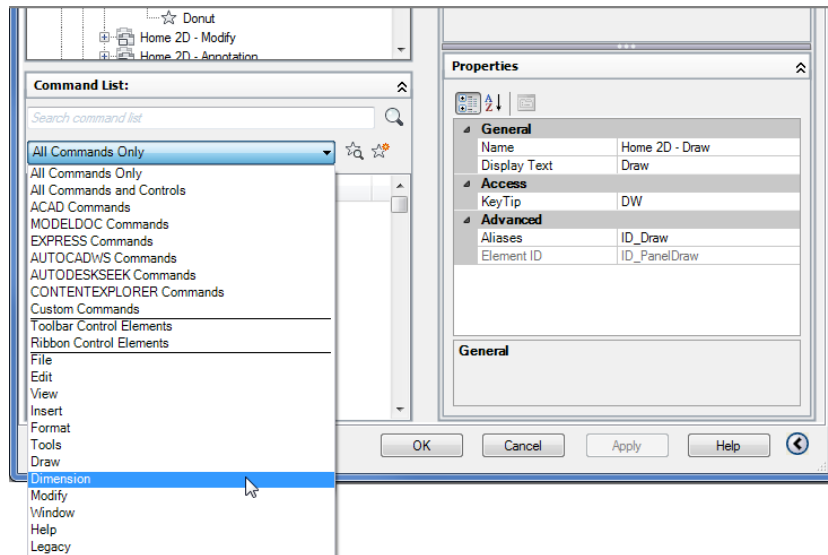 Donut
Home 2D - Modify
Home 2D - Annotation
Command List:
Search command list
All Commands Only
All Commands Only
All Commands and Controls
ACAD Commands
MODELDOC Commands
EXPRESS Commands
AUTOCADWS Commands
AUTODESKSEEK Commands
CONTENTEXPLORER Commands
Custom Commands
Toolbar Control Elements
Ribbon Control Elements
File
Edit
View
Insert
Format
Tools
Draw
Dimension
Modify
Window
Help
Legacy
Properties
General
Name Home 2D - Draw
Display Text Draw
Access
KeyTip DW
Advanced
Aliases ID_Draw
Element ID ID_PanelDraw
General
OK Cancel Apply Help